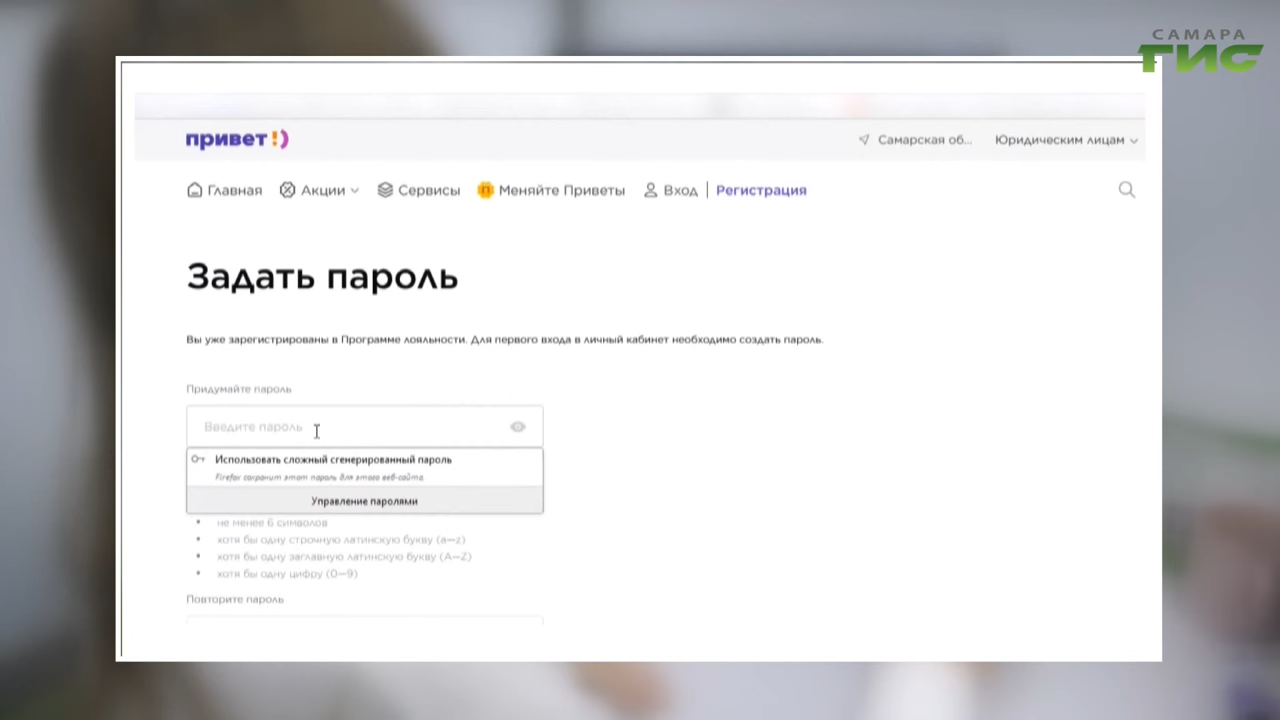 САМАРА
ГИС
привет!)
Самарская об... Юридическим лицам
Главная Акции Сервисы Меняйте Приветы Вход | Регистрация
Задать пароль
Вы уже зарегистрированы в Программе лояльности. Для первого входа в личный кабинет необходимо создать пароль.
Придумайте пароль
Введите пароль
Использовать сложный сгенерированный пароль
Firefox сохранит этот пароль для этого веб-сайта
Управление паролями
• не менее 6 символов
• хотя бы одну строчную латинскую букву (a—z)
• хотя бы одну заглавную латинскую букву (A—Z)
• хотя бы одну цифру (0—9)
Повторите пароль